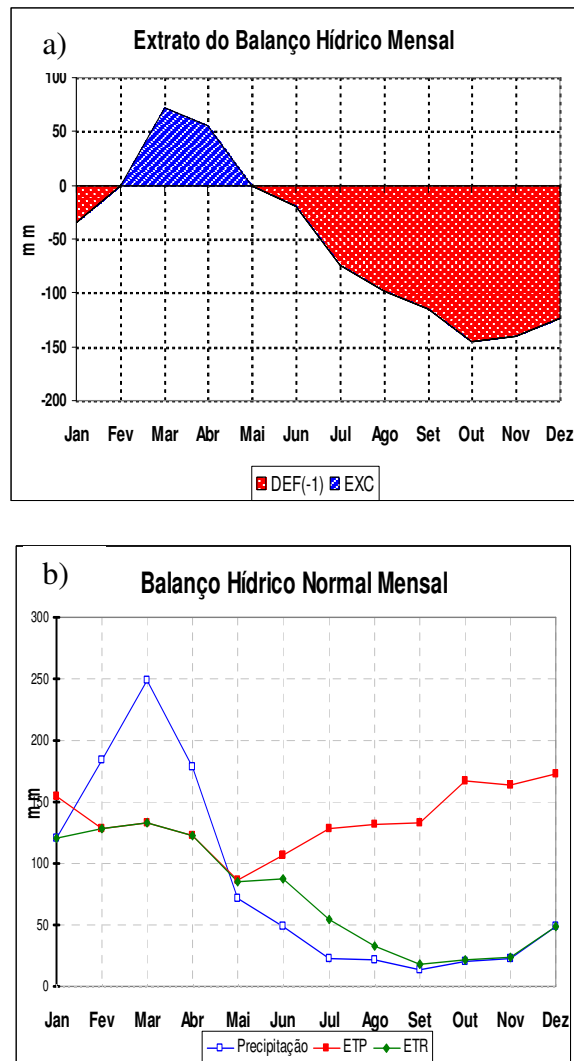 a)
Extrato do Balanço Hídrico Mensal
100
50
0
-50
-100
-150
-200
m m
Jan Fev Mar Abr Mai Jun Jul Ago Set Out Nov Dez
DEF(-1) EXC
b)
Balanço Hídrico Normal Mensal
300
250
200
150
100
50
0
m m
Jan Fev Mar Abr Mai Jun Jul Ago Set Out Nov Dez
Precipitação ETP ETR